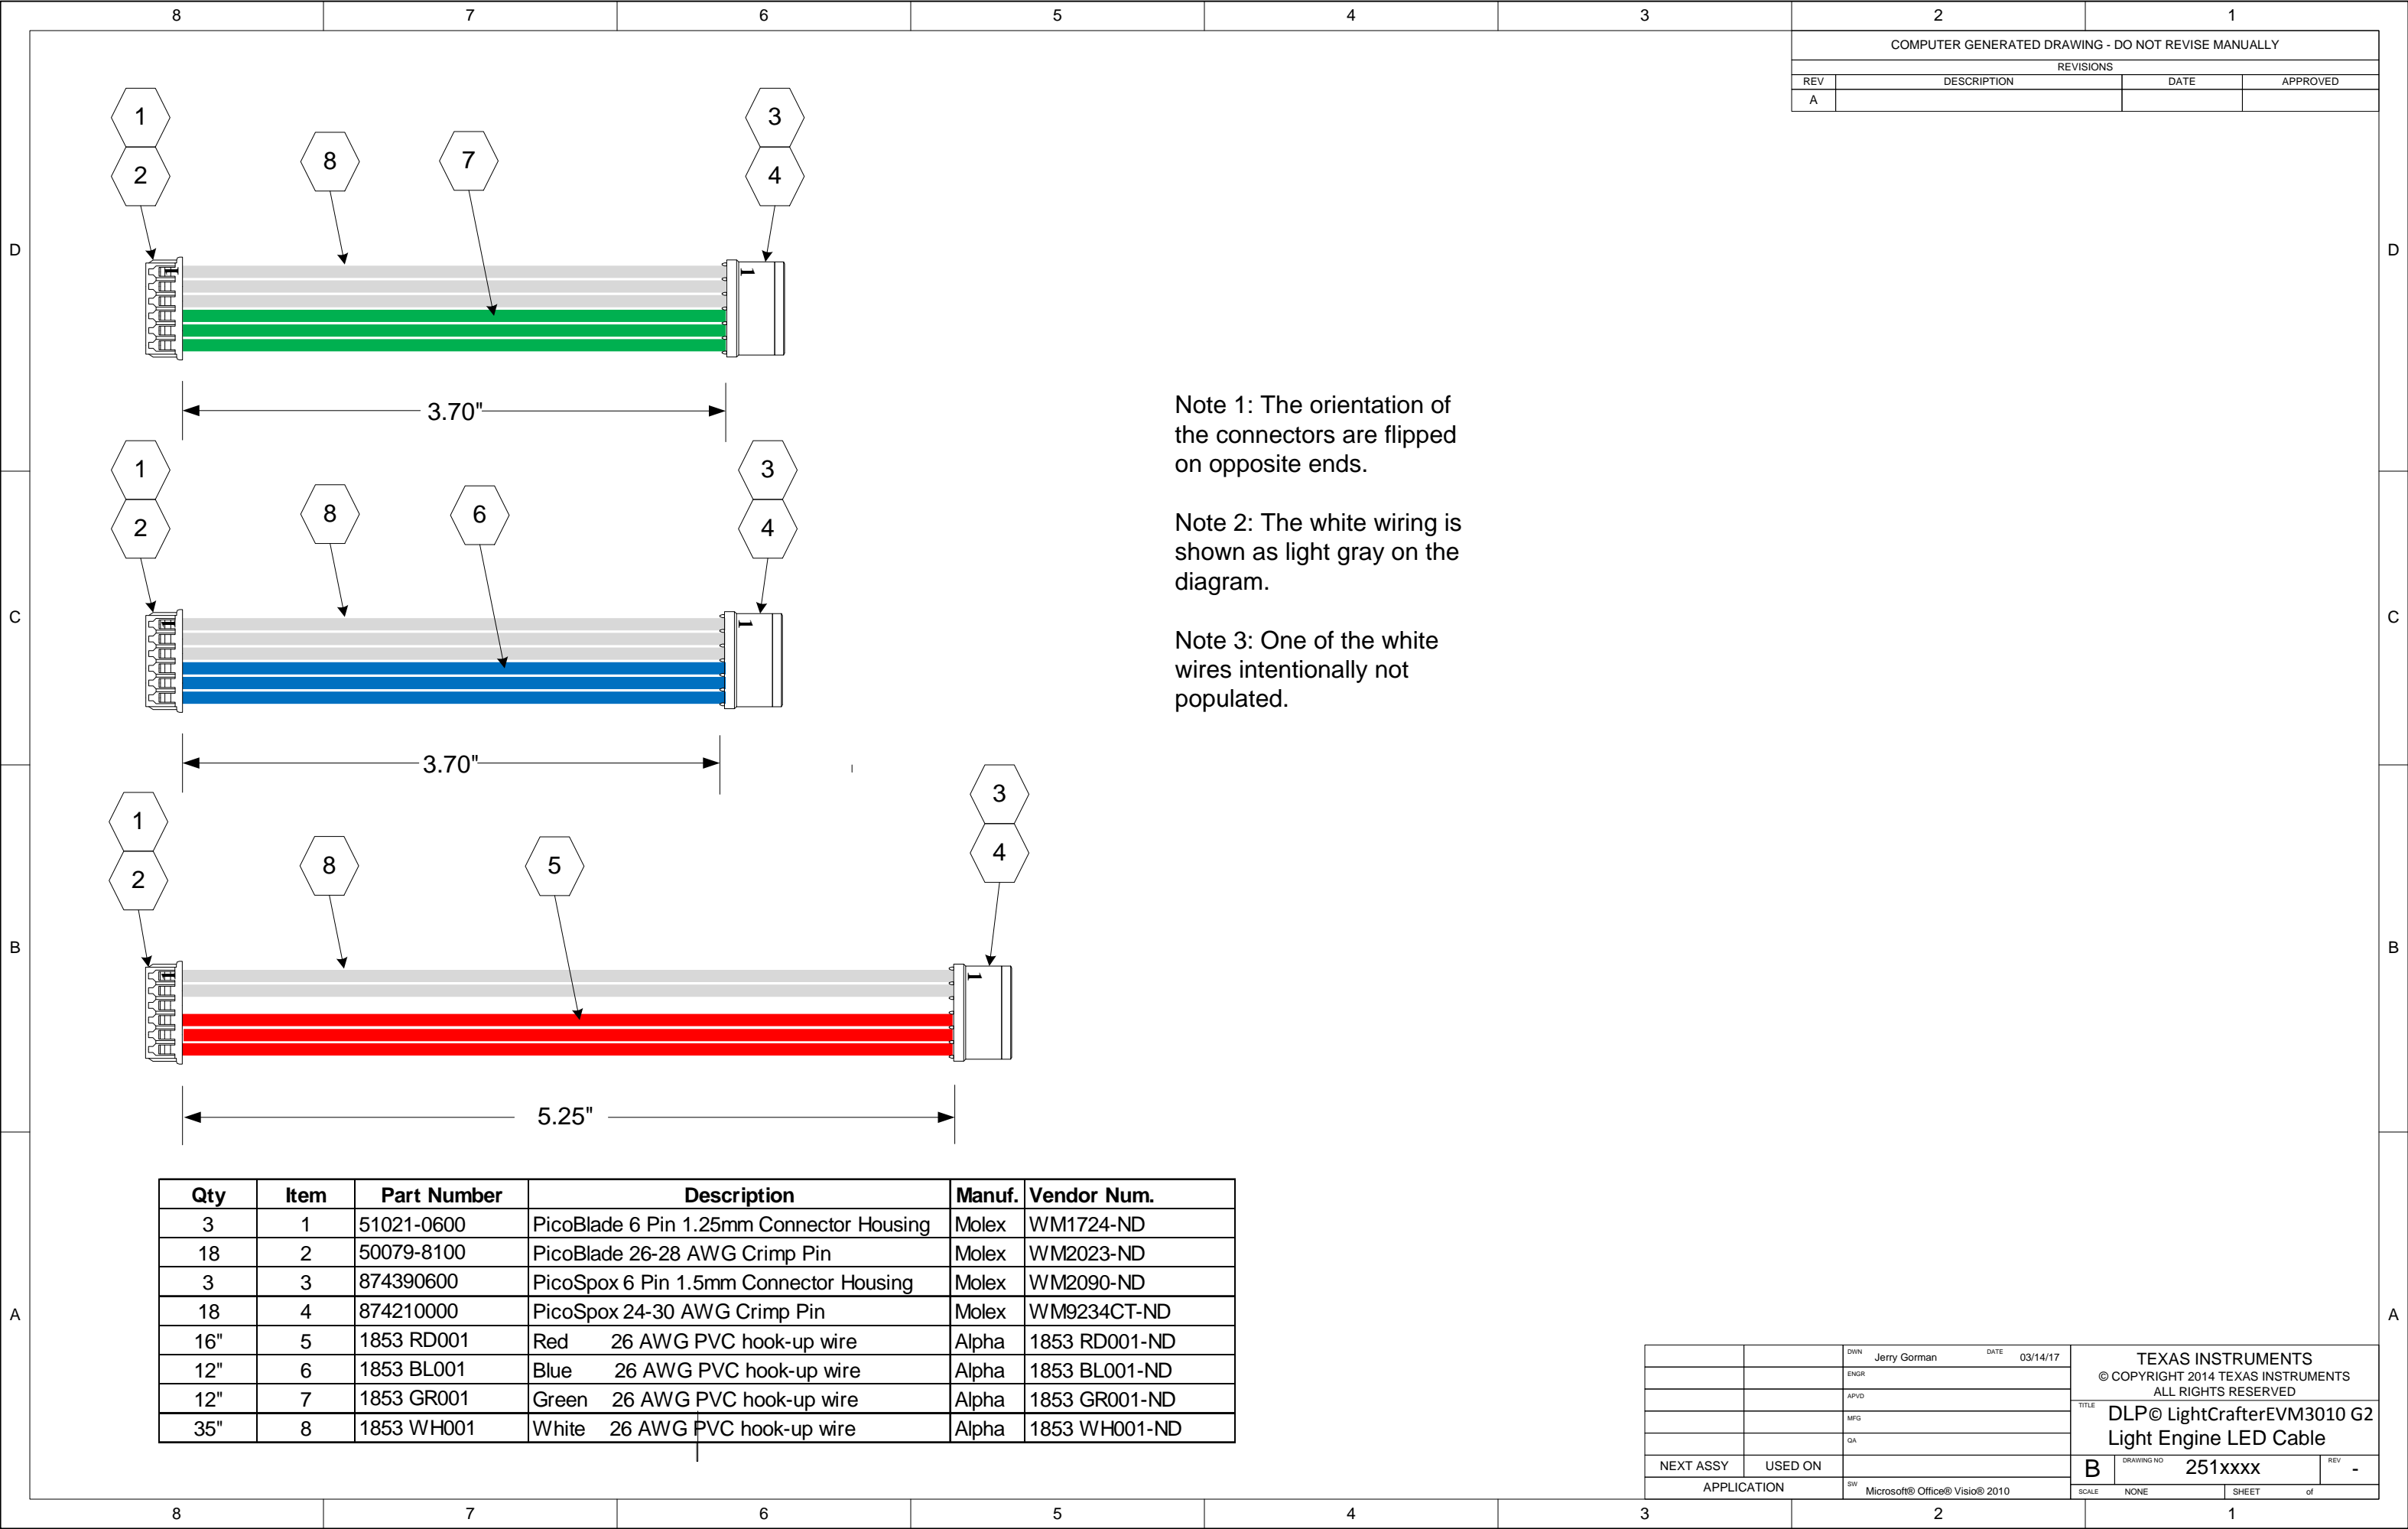 8 7 6 5 4 3 2 1
COMPUTER GENERATED DRAWING - DO NOT REVISE MANUALLY
REVISIONS
REV DESCRIPTION DATE APPROVED
A
1 3
8 7
2 4
D D
1 1
3.70"
Note 1: The orientation of
the connectors are flipped
on opposite ends.
1 3
8 6
2 4
Note 2: The white wiring is
shown as light gray on the
diagram.
C C
1 1
Note 3: One of the white
wires intentionally not
populated.
3.70"
1 3
8 5
2 4
B B
1 1
5.25"
Qty Item Part Number Description Manuf. Vendor Num.
3 1 51021-0600 PicoBlade 6 Pin 1.25mm Connector Housing Molex WM1724-ND
18 2 50079-8100 PicoBlade 26-28 AWG Crimp Pin Molex WM2023-ND
3 3 874390600 PicoSpox 6 Pin 1.5mm Connector Housing Molex WM2090-ND
18 4 874210000 PicoSpox 24-30 AWG Crimp Pin Molex WM9234CT-ND
16" 5 1853 RD001 Red 26 AWG PVC hook-up wire Alpha 1853 RD001-ND
12" 6 1853 BL001 Blue 26 AWG PVC hook-up wire Alpha 1853 BL001-ND
12" 7 1853 GR001 Green 26 AWG PVC hook-up wire Alpha 1853 GR001-ND
35" 8 1853 WH001 White 26 AWG PVC hook-up wire Alpha 1853 WH001-ND
A A
DWN Jerry Gorman DATE 03/14/17
ENGR
APVD
MFG
QA
NEXT ASSY USED ON
APPLICATION
SW Microsoft® Office® Visio® 2010
TEXAS INSTRUMENTS
© COPYRIGHT 2014 TEXAS INSTRUMENTS
ALL RIGHTS RESERVED
TITLE DLP© LightCrafterEVM3010 G2
Light Engine LED Cable
B DRAWING NO 251xxxx REV -
SCALE NONE SHEET of
8 7 6 5 4 3 2 1